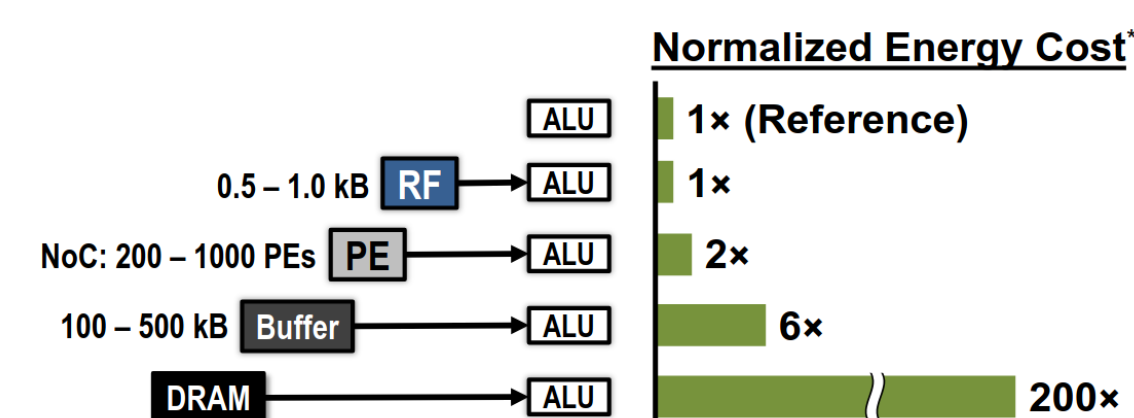 Normalized Energy Cost*
ALU 1× (Reference)
0.5 – 1.0 kB RF ALU 1×
NoC: 200 – 1000 PEs PE ALU 2×
100 – 500 kB Buffer ALU 6×
DRAM ALU 200×